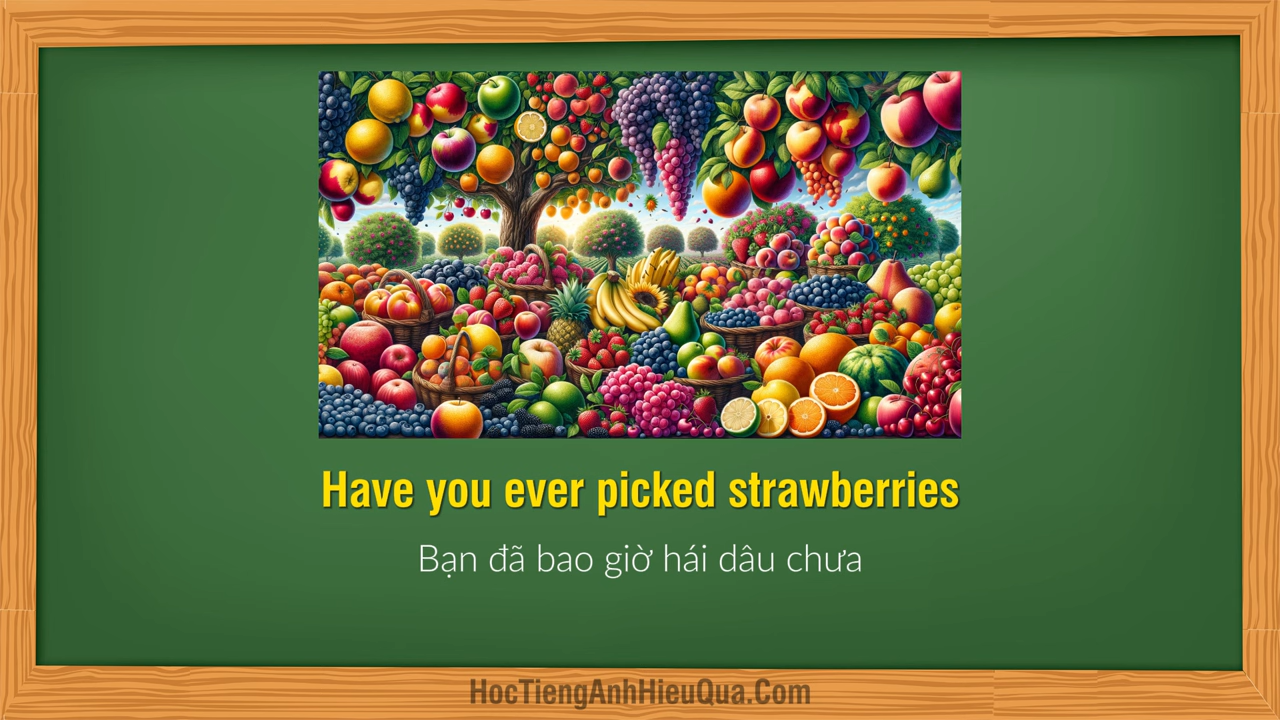 Have you ever picked strawberries
Bạn đã bao giờ hái dâu chưa
HocTiengAnhHieuQua.Com